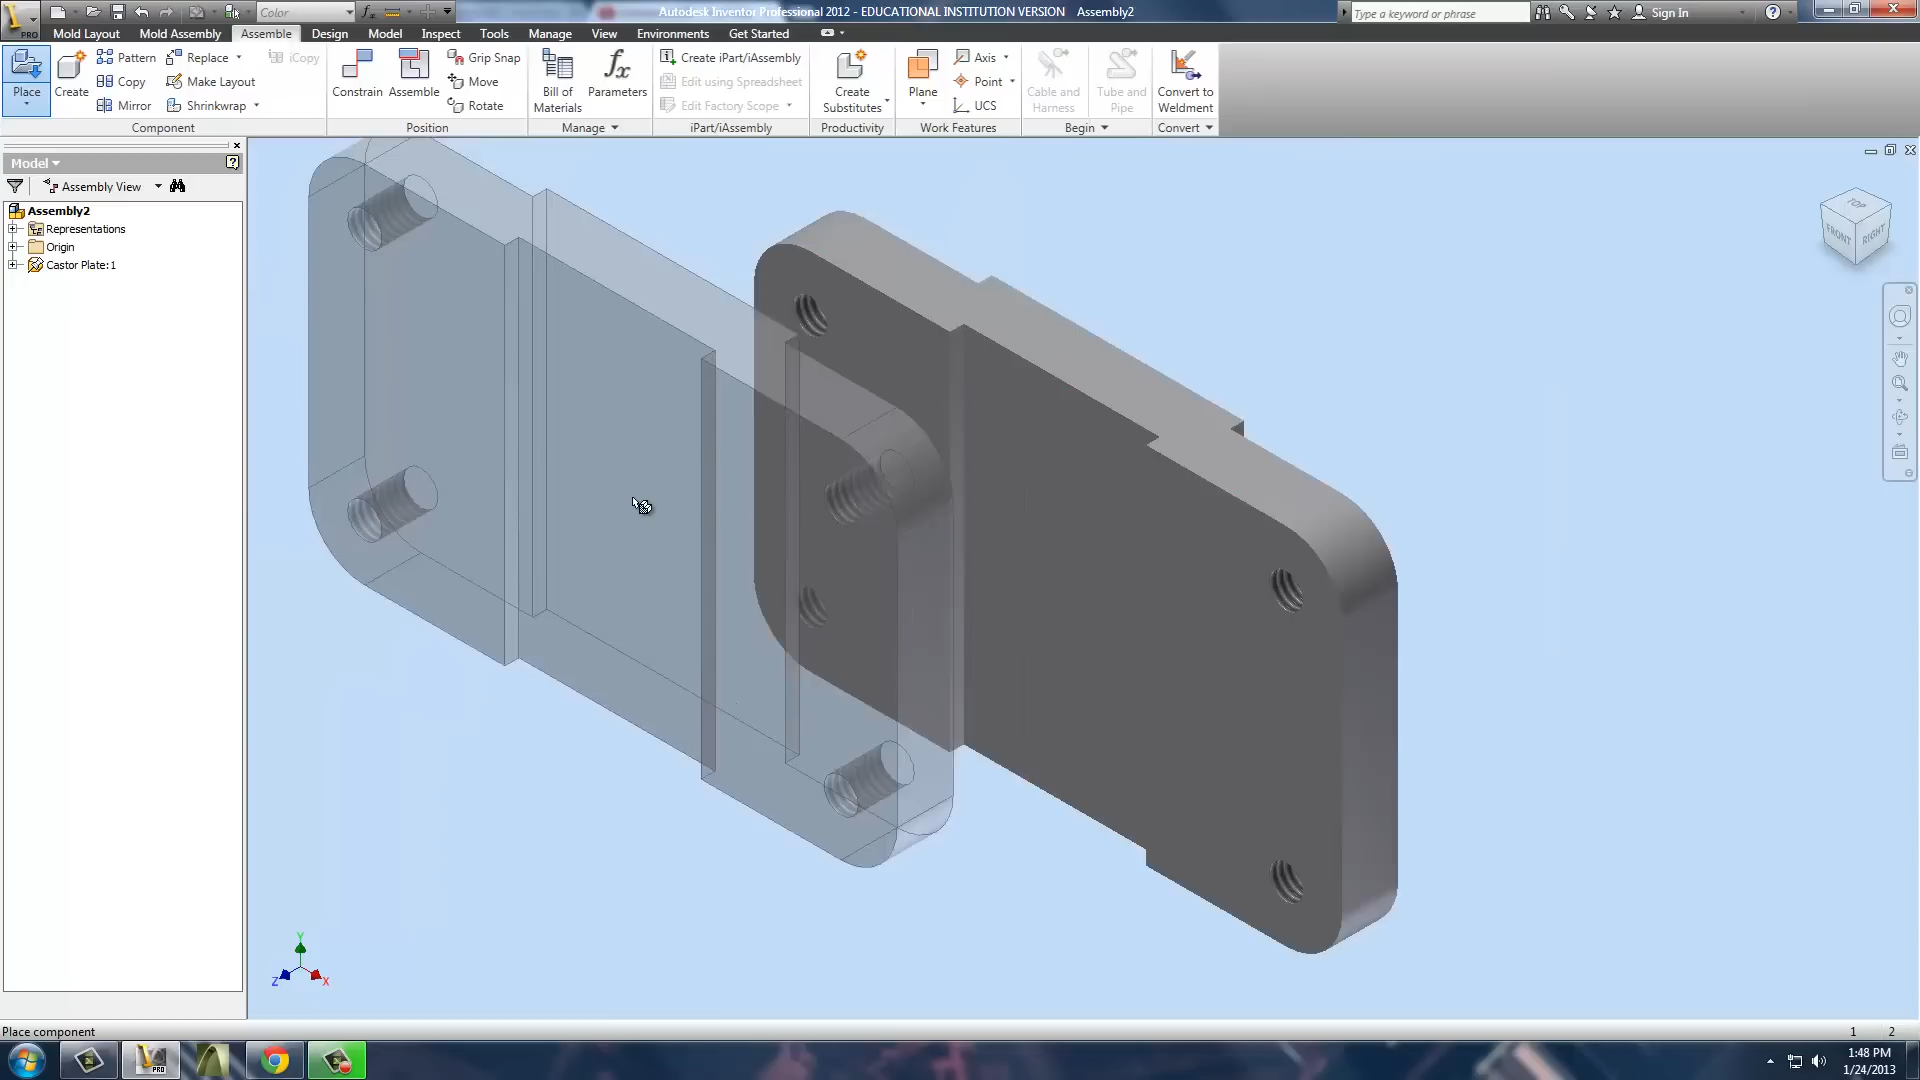 Color
Autodesk Inventor Professional 2012 - EDUCATIONAL INSTITUTION VERSION Assembly2
Type a keyword or phrase
Sign In
PRO
Mold Layout Mold Assembly Assemble Design Model Inspect Tools Manage View Environments Get Started
Place
Create
Pattern
Copy
Mirror
Replace
Make Layout
Shrinkwrap
iCopy
Component
Constrain
Assemble
Grip Snap
Move
Rotate
Position
Bill of
Materials
fx
Parameters
Manage
Create iPart/iAssembly
Edit using Spreadsheet
Edit Factory Scope
iPart/iAssembly
Create
Substitutes
Productivity
Plane
Axis
Point
UCS
Work Features
Cable and
Harness
Tube and
Pipe
Begin
Convert to
Weldment
Convert
Model
Assembly View
Assembly2
Representations
Origin
Castor Plate:1
TOP
FRONT
RIGHT
Y
Z
X
Place component
1 2
PRO
1:48 PM
1/24/2013